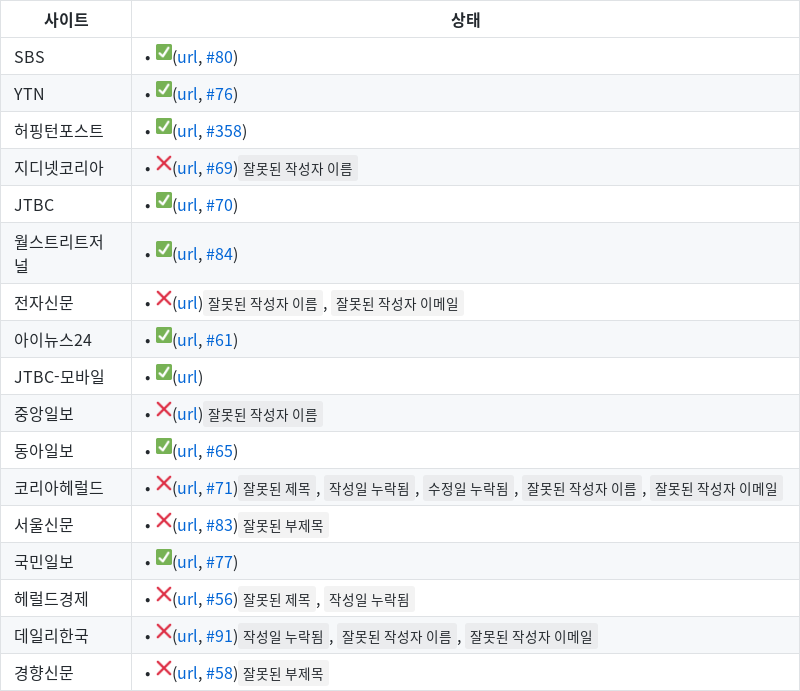 사이트 상태
SBS • ✅(url, #80)
YTN • ✅(url, #76)
허핑턴포스트 • ✅(url, #358)
지디넷코리아 • ❌(url, #69) 잘못된 작성자 이름
JTBC • ✅(url, #70)
월스트리트저
널 • ✅(url, #84)
전자신문 • ❌(url) 잘못된 작성자 이름 , 잘못된 작성자 이메일
아이뉴스24 • ✅(url, #61)
JTBC-모바일 • ✅(url)
중앙일보 • ❌(url) 잘못된 작성자 이름
동아일보 • ✅(url, #65)
코리아헤럴드 • ❌(url, #71) 잘못된 제목 , 작성일 누락됨 , 수정일 누락됨 , 잘못된 작성자 이름 , 잘못된 작성자 이메일
서울신문 • ❌(url, #83) 잘못된 부제목
국민일보 • ✅(url, #77)
헤럴드경제 • ❌(url, #56) 잘못된 제목 , 작성일 누락됨
데일리한국 • ❌(url, #91) 작성일 누락됨 , 잘못된 작성자 이름 , 잘못된 작성자 이메일
경향신문 • ❌(url, #58) 잘못된 부제목